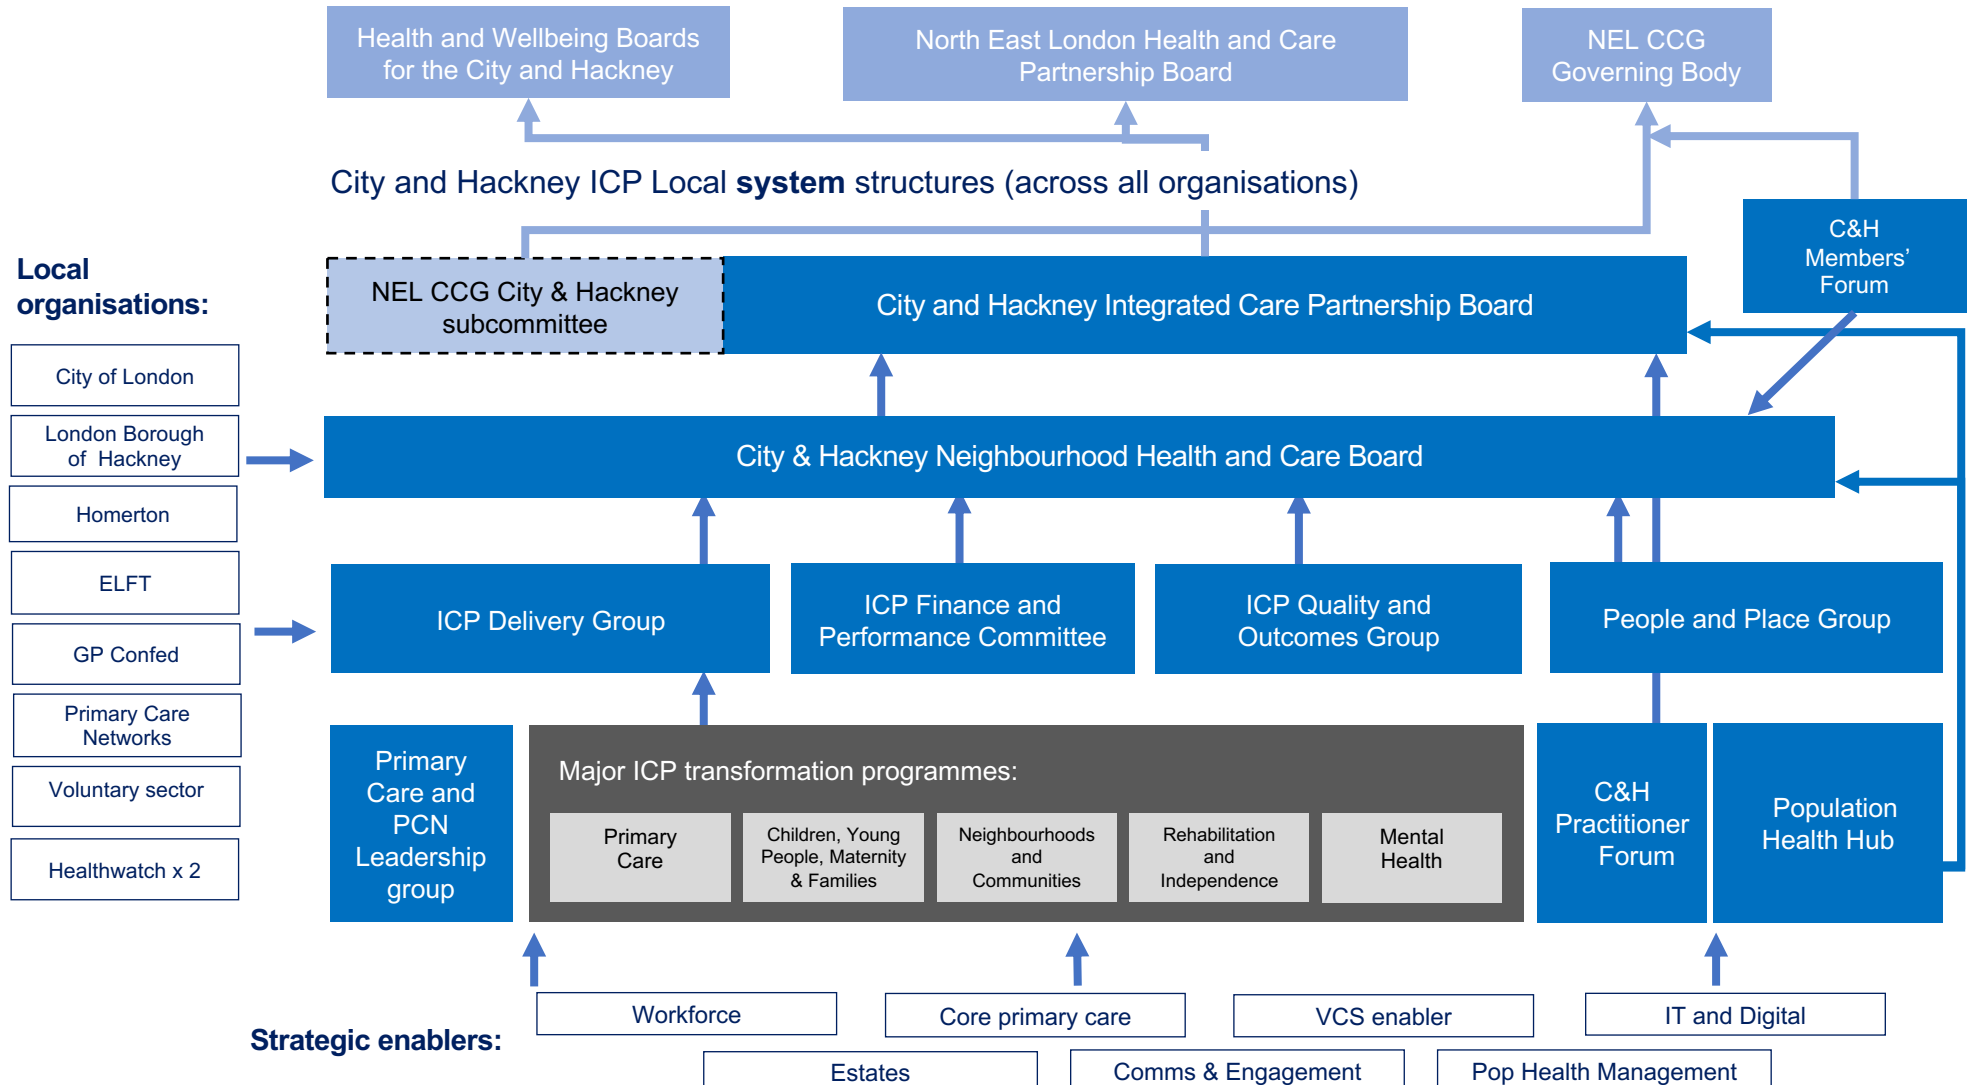 Health and Wellbeing Boards
for the City and Hackney
North East London Health and Care
Partnership Board
NEL CCG
Governing Body
City and Hackney ICP Local system structures (across all organisations)
C&H
Members’
Forum
Local
organisations:
NEL CCG City & Hackney
subcommittee
City and Hackney Integrated Care Partnership Board
City of London
London Borough
of Hackney
Homerton
ELFT
GP Confed
Primary Care
Networks
Voluntary sector
Healthwatch x 2
City & Hackney Neighbourhood Health and Care Board
ICP Delivery Group
ICP Finance and
Performance Committee
ICP Quality and
Outcomes Group
People and Place Group
Primary
Care and
PCN
Leadership
group
Major ICP transformation programmes:
Primary
Care
Children, Young
People, Maternity
& Families
Neighbourhoods
and
Communities
Rehabilitation
and
Independence
Mental
Health
C&H
Practitioner
Forum
Population
Health Hub
Strategic enablers:
Workforce
Core primary care
VCS enabler
IT and Digital
Estates
Comms & Engagement
Pop Health Management